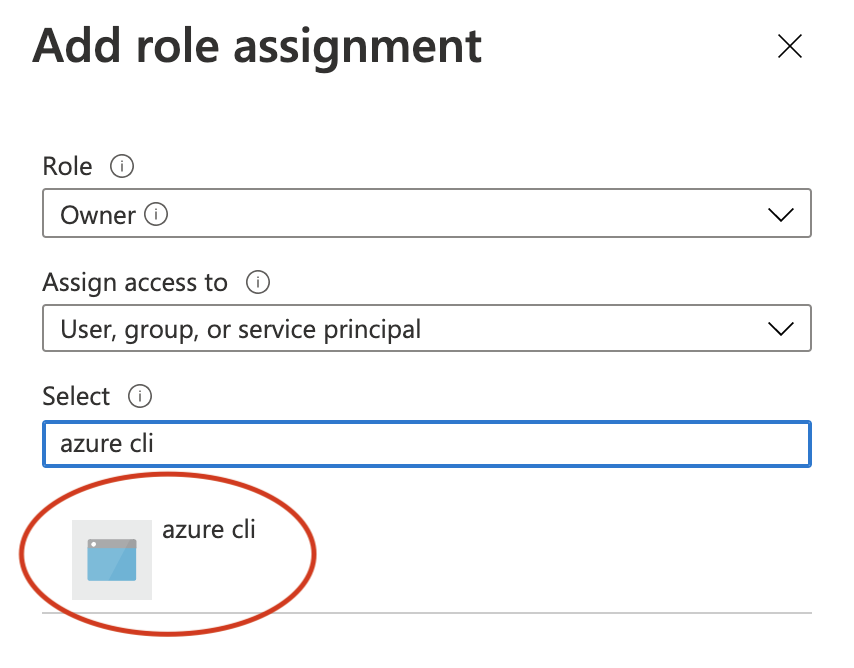 Add role assignment
Role
Owner
Assign access to
User, group, or service principal
Select
azure cli
azure cli